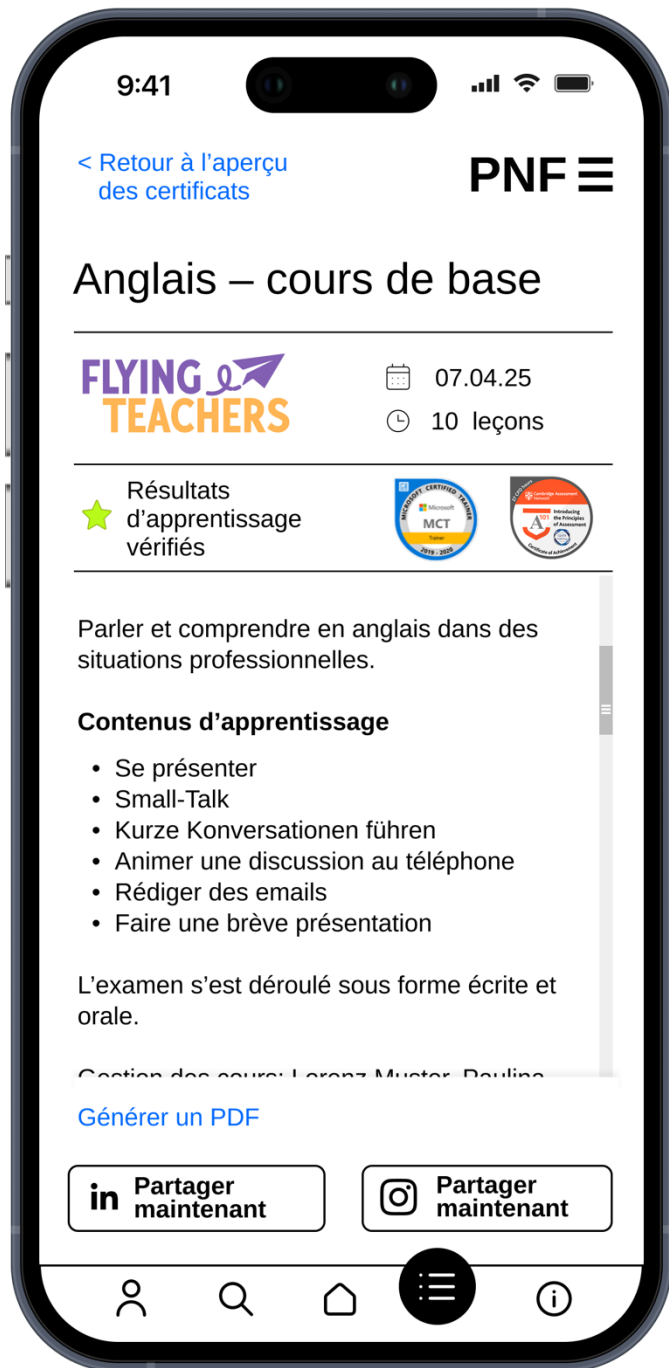 9:41
< Retour à l’aperçu
des certificats
PNF
Anglais – cours de base
FLYING
TEACHERS
07.04.25
10 leçons
Résultats
d’apprentissage
vérifiés
MICROSOFT CERTIFIED TRAINER
Microsoft
MCT
Trainer
2019 - 2020
Cambridge Assessment
Network
A101
Introducing
the Principles
of Assessment
Certificate of Achievement
Parler et comprendre en anglais dans des
situations professionnelles.
Contenus d’apprentissage
• Se présenter
• Small-Talk
• Kurze Konversationen führen
• Animer une discussion au téléphone
• Rédiger des emails
• Faire une brève présentation
L’examen s’est déroulé sous forme écrite et
orale.
Gestion des cours: Lorenz Muster, Paulina
Générer un PDF
in Partager
maintenant
Partager
maintenant